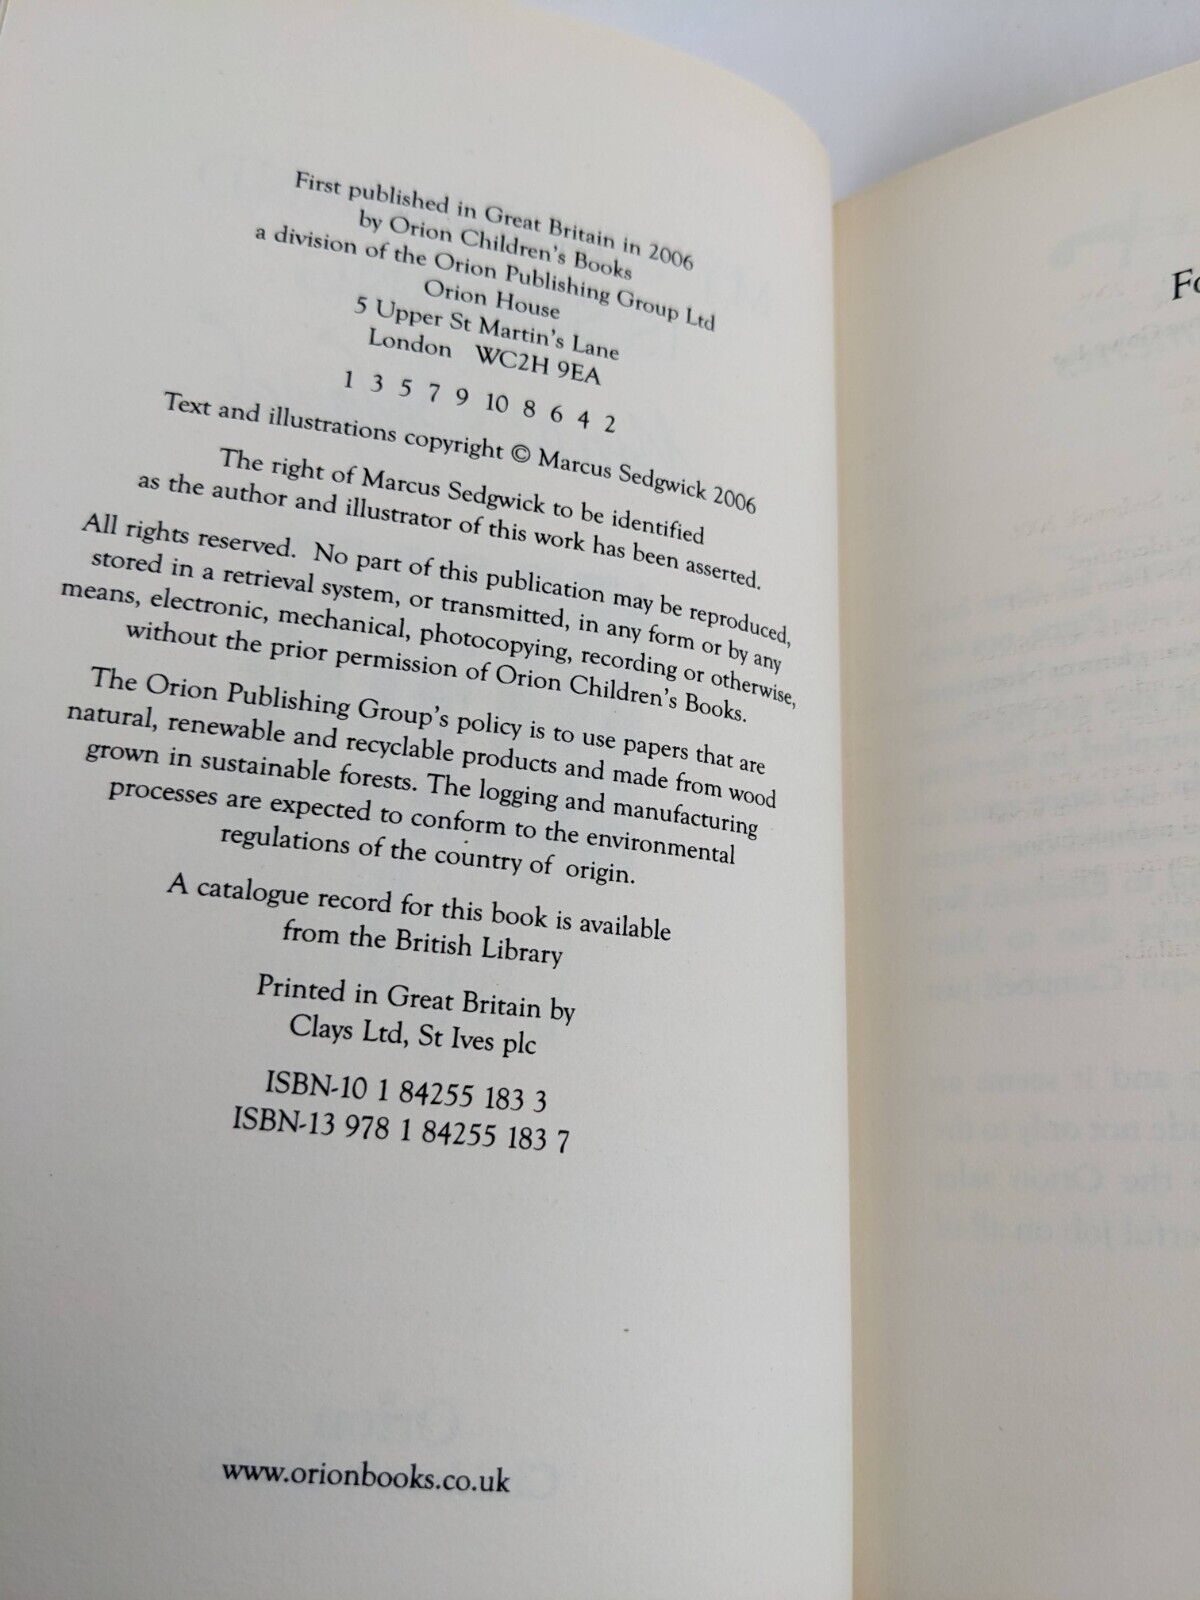 First published in Great Britain in 2006
by Orion Children's Books
a division of the Orion Publishing Group Ltd
Orion House
5 Upper St Martin's Lane
London WC2H 9EA
1 3 5 7 9 10 8 6 4 2
Text and illustrations copyright © Marcus Sedgwick 2006
The right of Marcus Sedgwick to be identified
as the author and illustrator of this work has been asserted.
All rights reserved. No part of this publication may be reproduced,
stored in a retrieval system, or transmitted, in any form or by any
means, electronic, mechanical, photocopying, recording or otherwise,
without the prior permission of Orion Children's Books.
The Orion Publishing Group's policy is to use papers that are
natural, renewable and recyclable products and made from wood
grown in sustainable forests. The logging and manufacturing
processes are expected to conform to the environmental
regulations of the country of origin.
A catalogue record for this book is available
from the British Library
Printed in Great Britain by
Clays Ltd, St Ives plc
ISBN-10 1 84255 183 3
ISBN-13 978 1 84255 183 7
www.orionbooks.co.uk